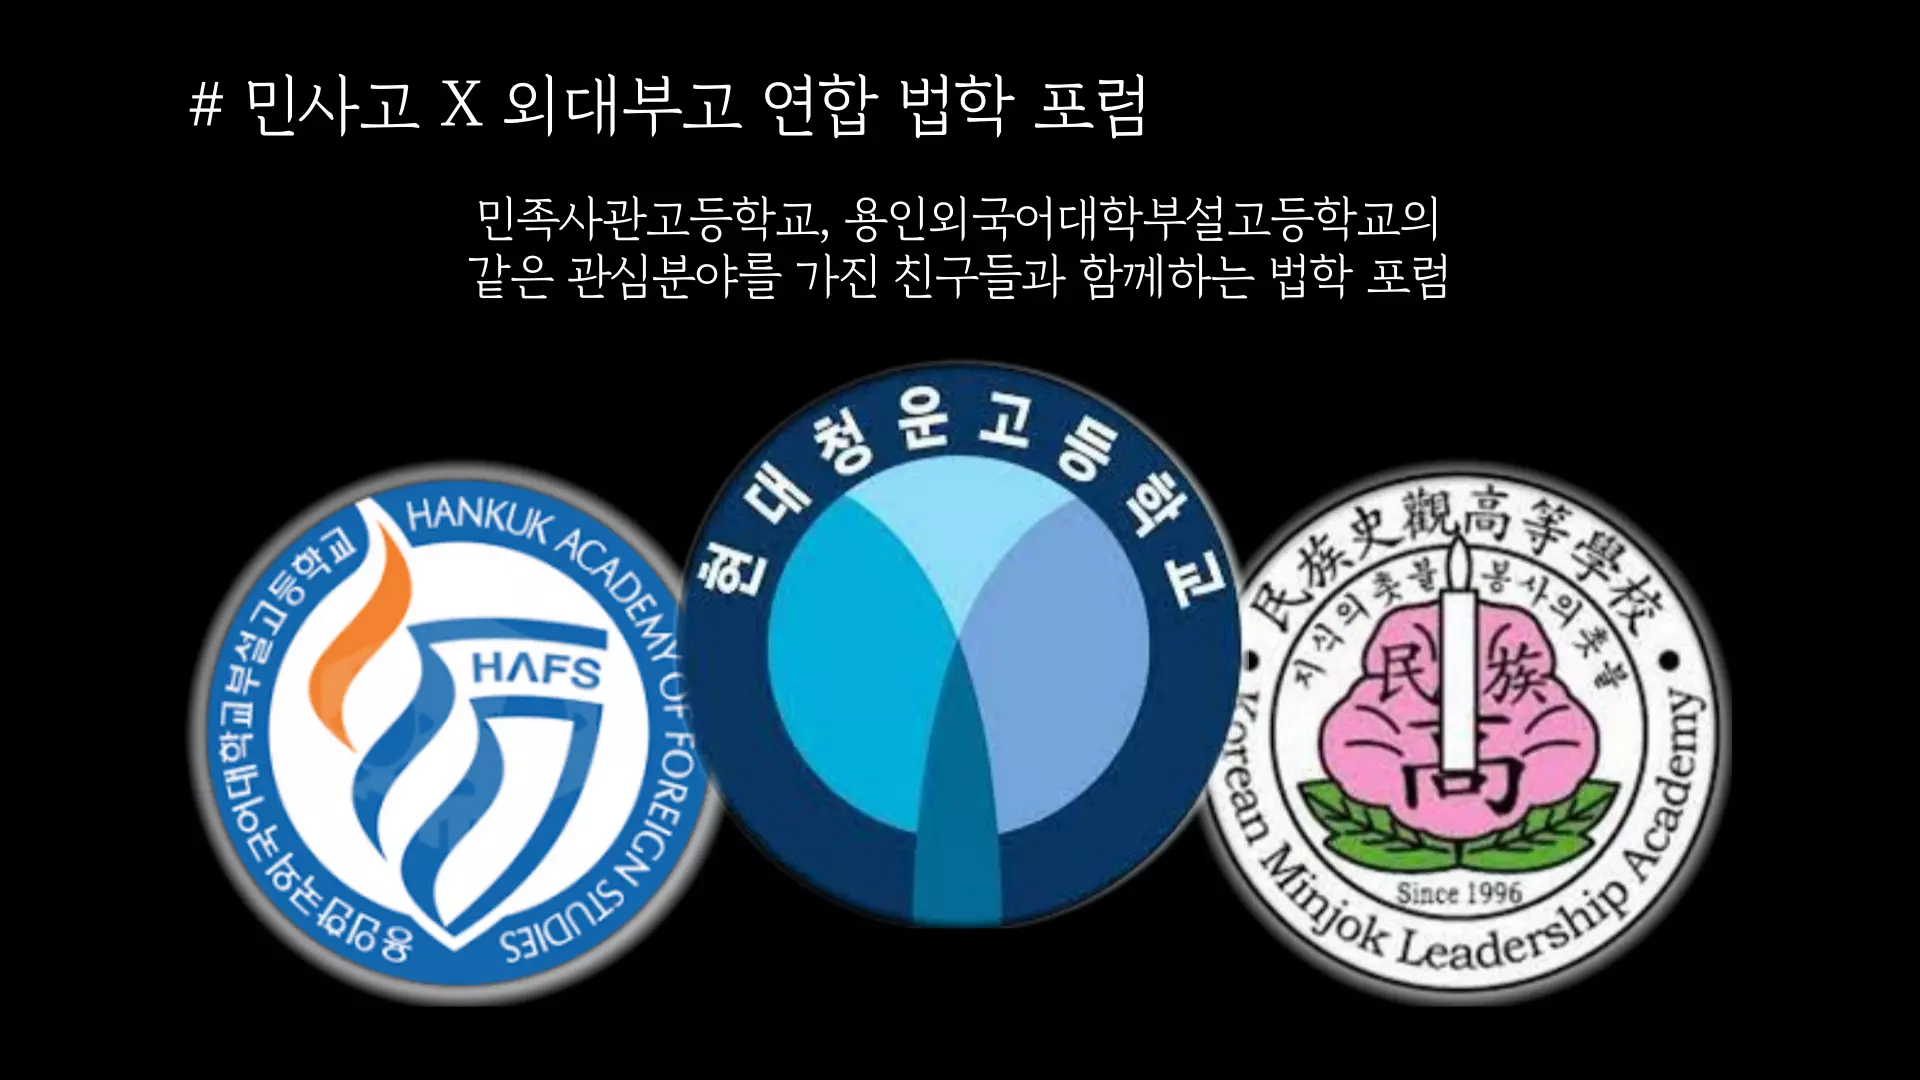 # 민사고 X 외대부고 연합 법학 포럼
민족사관고등학교, 용인외국어대학부설고등학교의
같은 관심분야를 가진 친구들과 함께하는 법학 포럼
용인한국외국어대학교부설고등학교
HANKUK ACADEMY OF FOREIGN STUDIES
HAFS
현대청운고등학교
民族史觀高等學校
지식의 촛불 봉사의 촛불
民族
高
Since 1996
Korean Minjok Leadership Academy